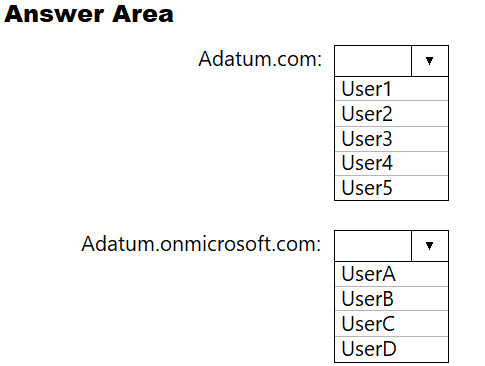 Answer Area
Adatum.com:
User1
User2
User3
User4
User5
Adatum.onmicrosoft.com:
UserA
UserB
UserC
UserD